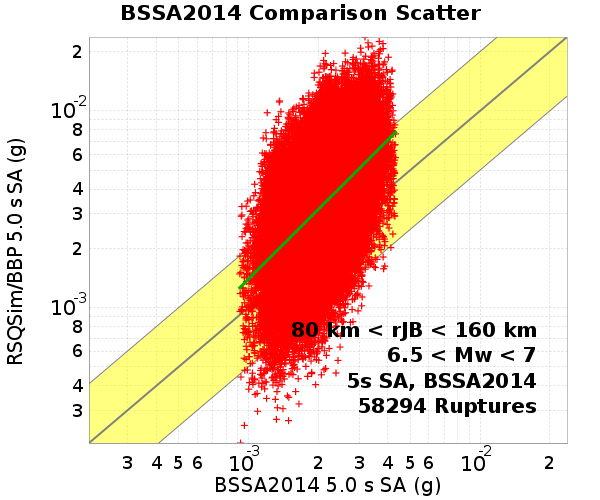 BSSA2014 Comparison Scatter
RSQSim/BBP 5.0 s SA (g)
2
10-2
8
6
4
3
2
10-3
8
6
4
3
80 km < rJB < 160 km
6.5 < Mw < 7
5s SA, BSSA2014
58294 Ruptures
3 4 5 6 10-3 2 3 4 5 6 10-2 2
BSSA2014 5.0 s SA (g)